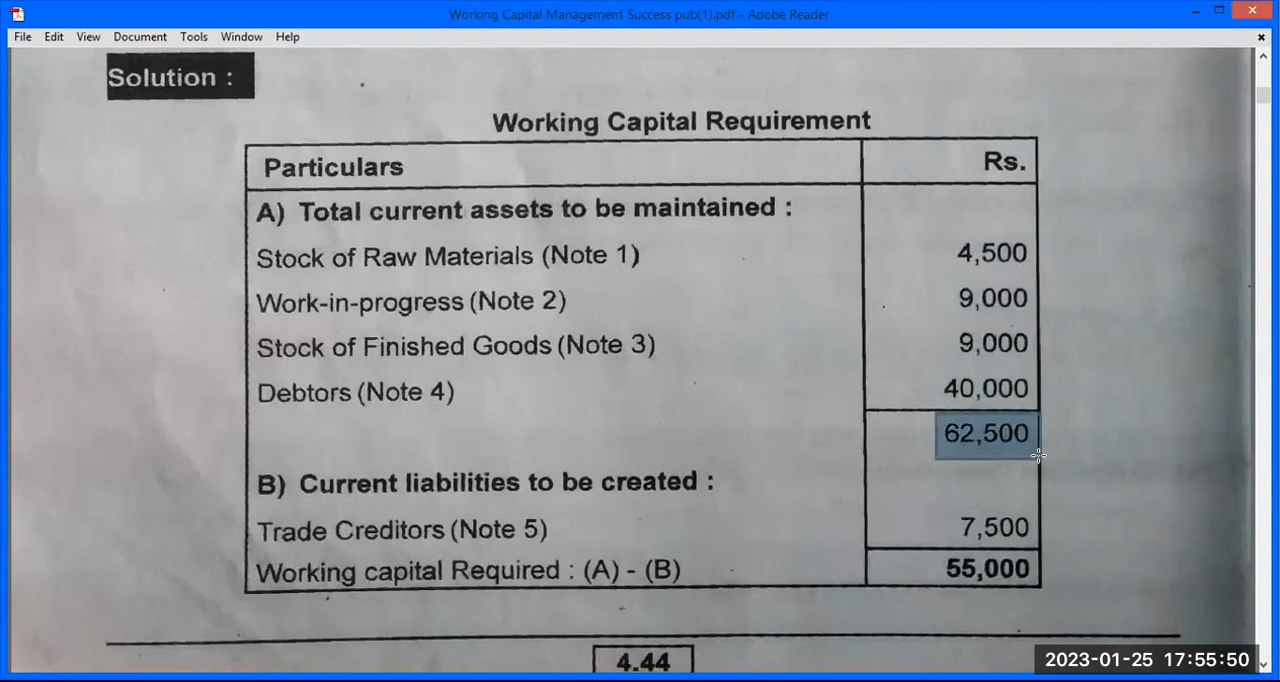 Working Capital Management Success pub(1).pdf - Adobe Reader
File Edit View Document Tools Window Help
Solution :
Working Capital Requirement
Particulars Rs.
A) Total current assets to be maintained :
Stock of Raw Materials (Note 1) 4,500
Work-in-progress (Note 2) 9,000
Stock of Finished Goods (Note 3) 9,000
Debtors (Note 4) 40,000
62,500
B) Current liabilities to be created :
Trade Creditors (Note 5) 7,500
Working capital Required : (A) - (B) 55,000
4.44
2023-01-25 17:55:50